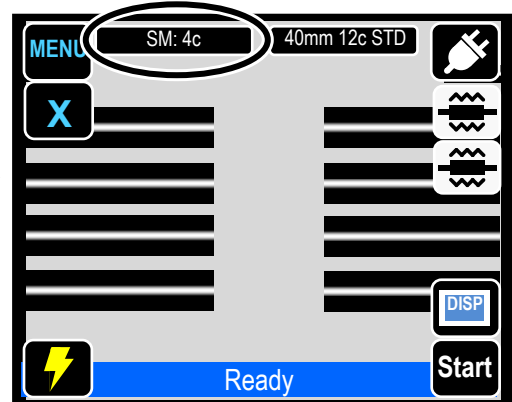 MENU
SM: 4c
40mm 12c STD
X
DISP
Ready
Start